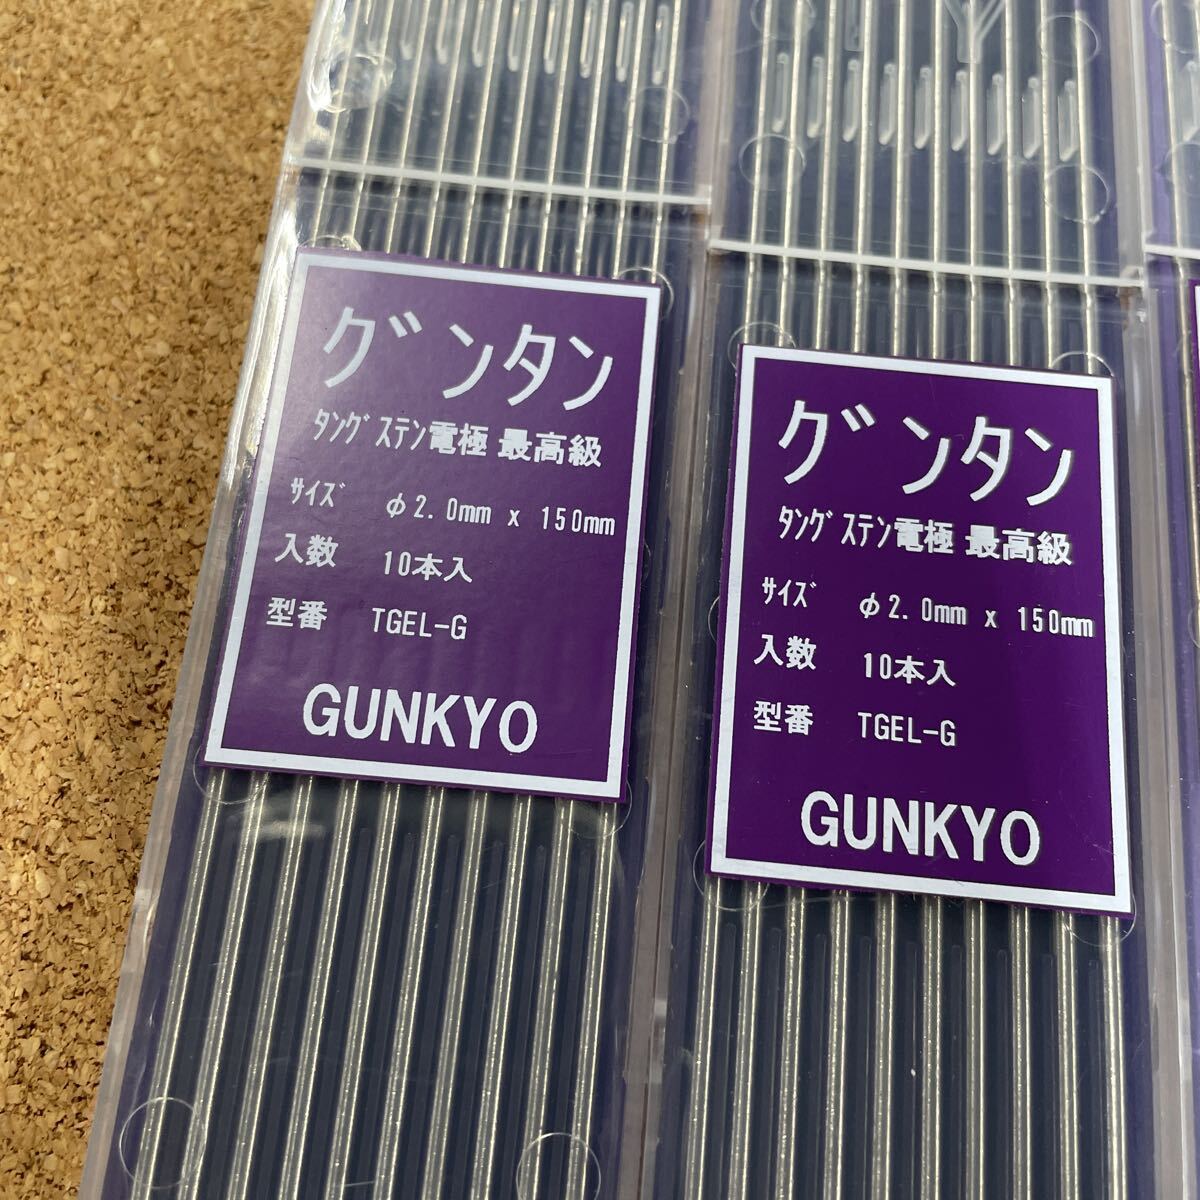 グンタン
タングステン電極 最高級
サイズ φ2.0mm x 150mm
入数 10本入
型番 TGEL-G
GUNKYO
グンタン
タングステン電極 最高級
サイズ φ2.0mm x 150mm
入数 10本入
型番 TGEL-G
GUNKYO